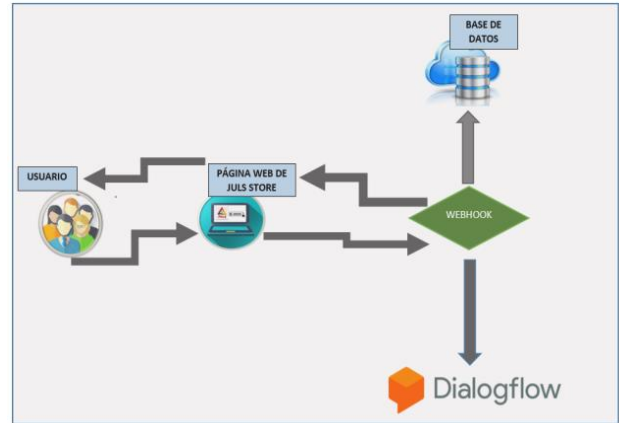 BASE DE
DATOS
USUARIO
PÁGINA WEB DE
JULS STORE
WEBHOOK
Dialogflow